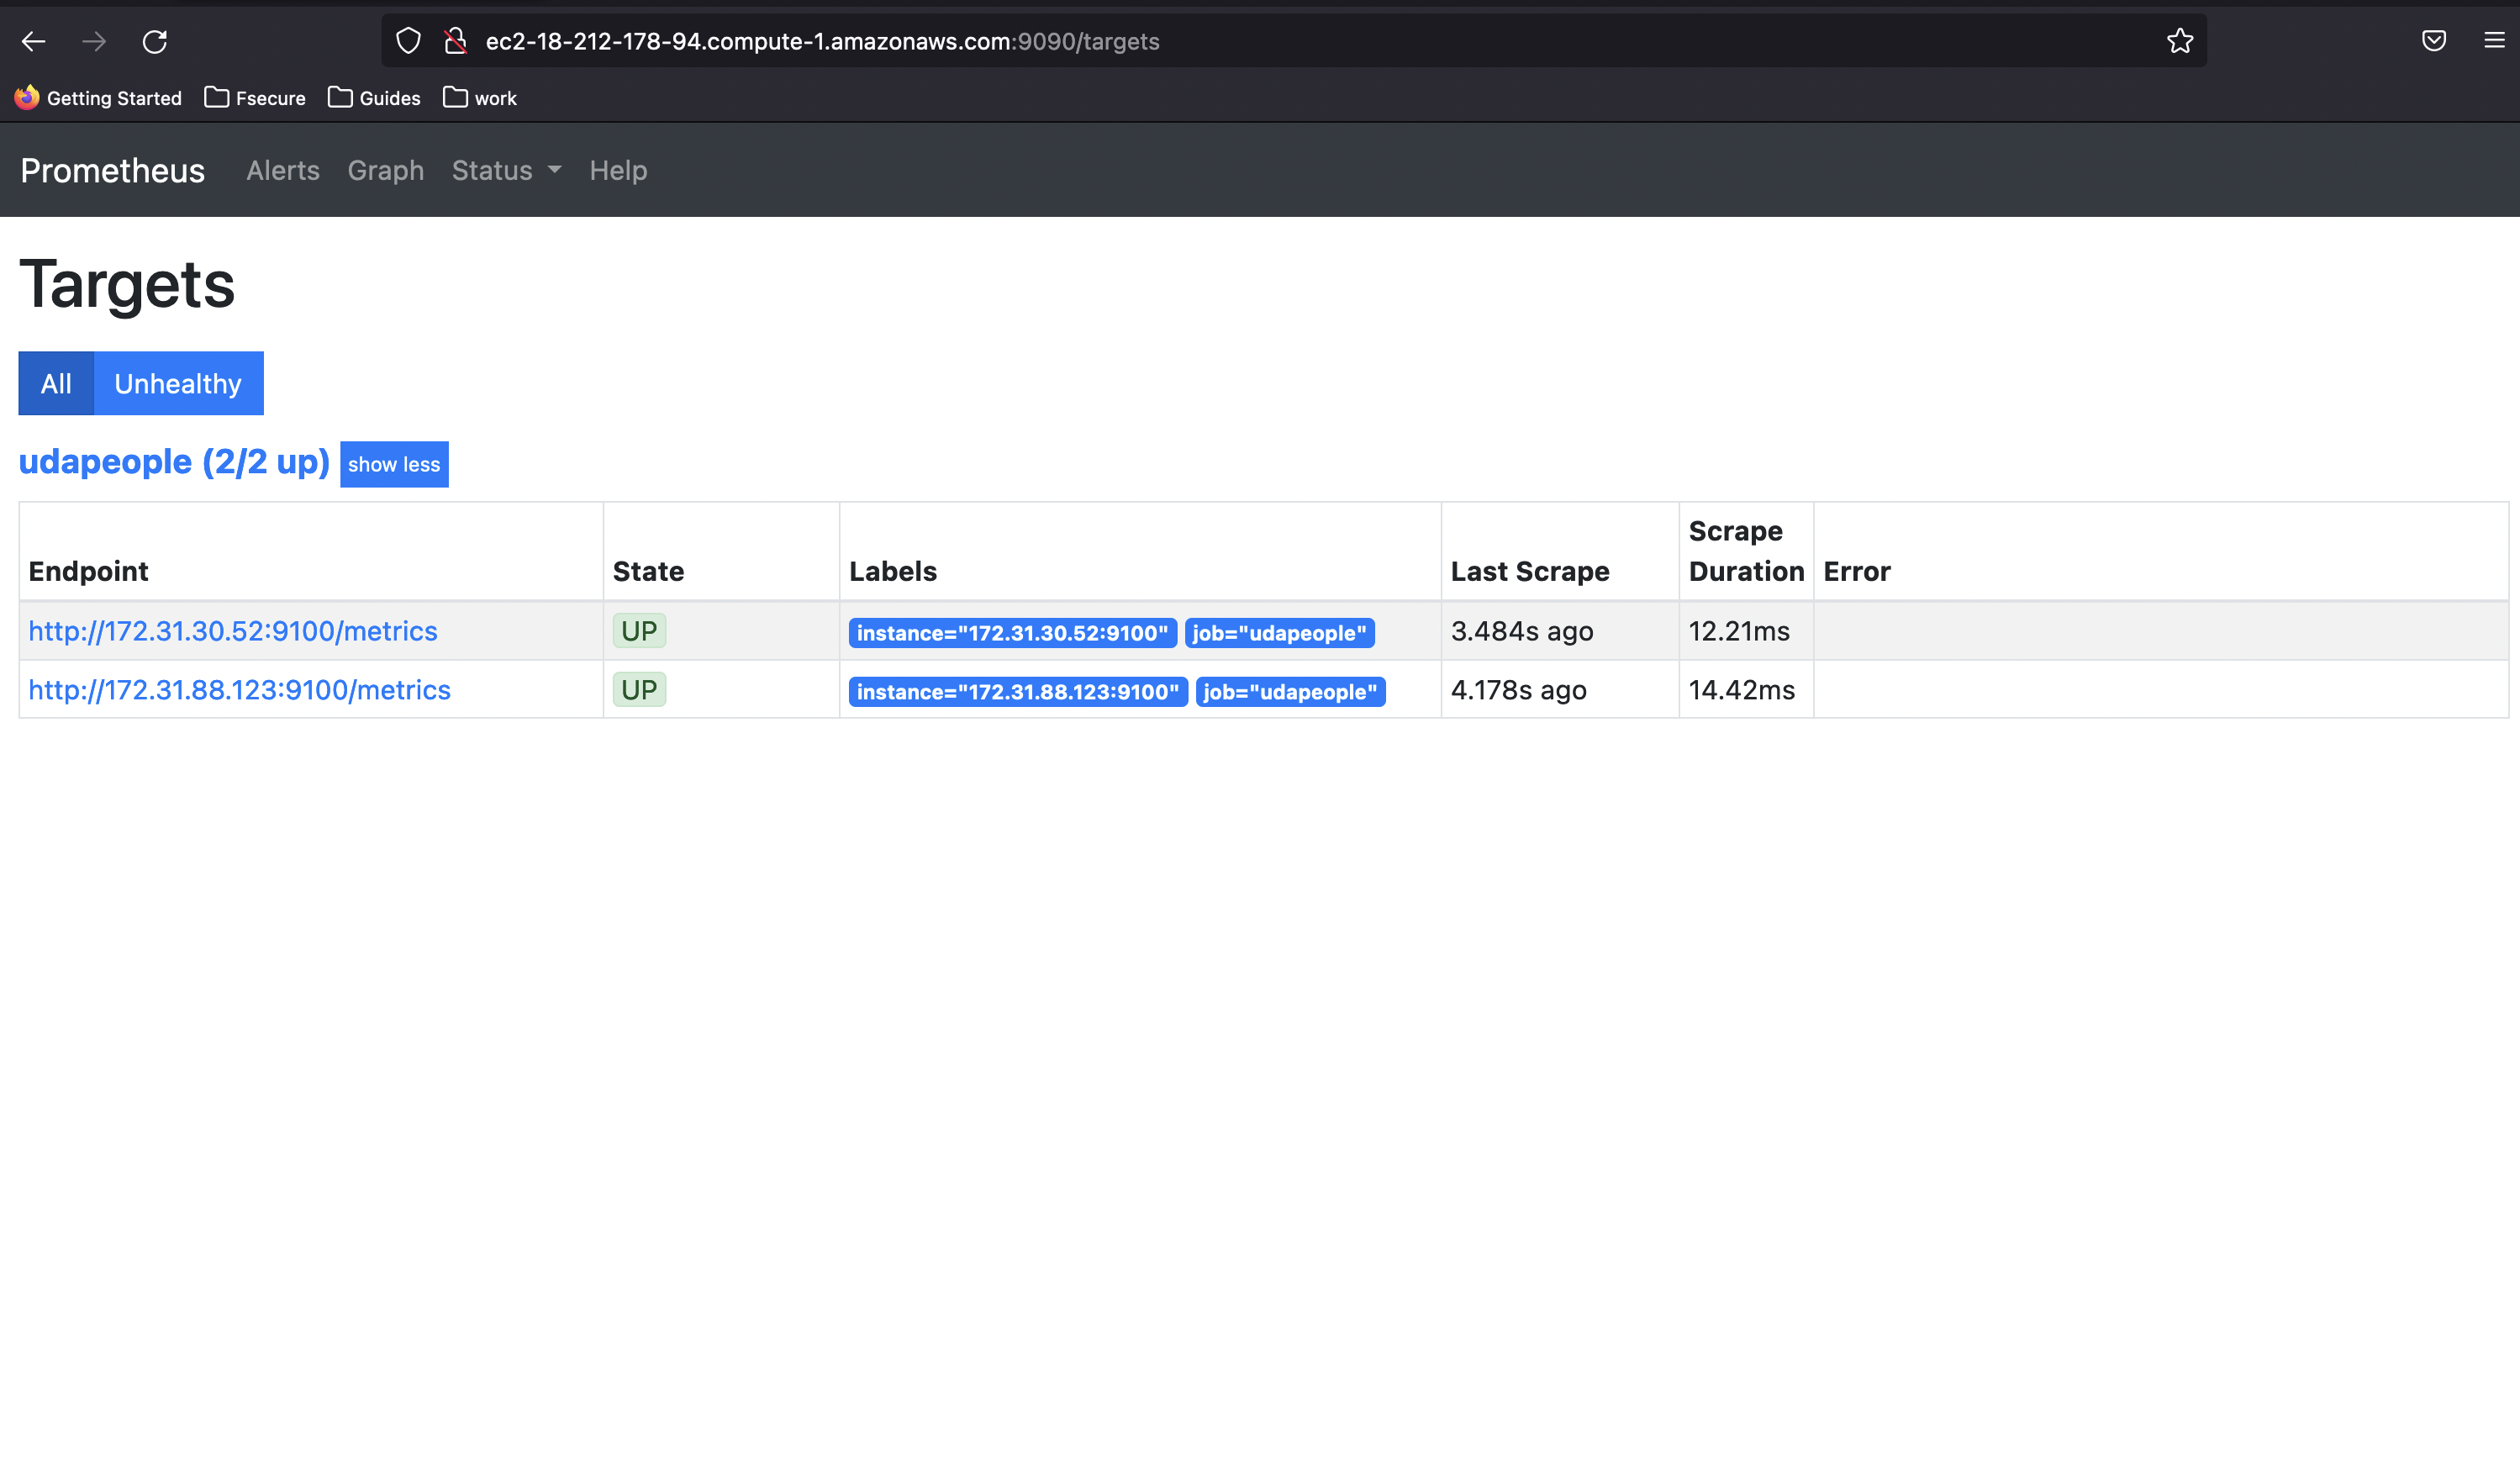 ec2-18-212-178-94.compute-1.amazonaws.com:9090/targets
Getting Started Fsecure Guides work
Prometheus Alerts Graph Status Help
Targets
All Unhealthy
udapeople (2/2 up) show less
Endpoint State Labels Last Scrape Scrape Duration Error
http://172.31.30.52:9100/metrics UP instance="172.31.30.52:9100" job="udapeople" 3.484s ago 12.21ms
http://172.31.88.123:9100/metrics UP instance="172.31.88.123:9100" job="udapeople" 4.178s ago 14.42ms